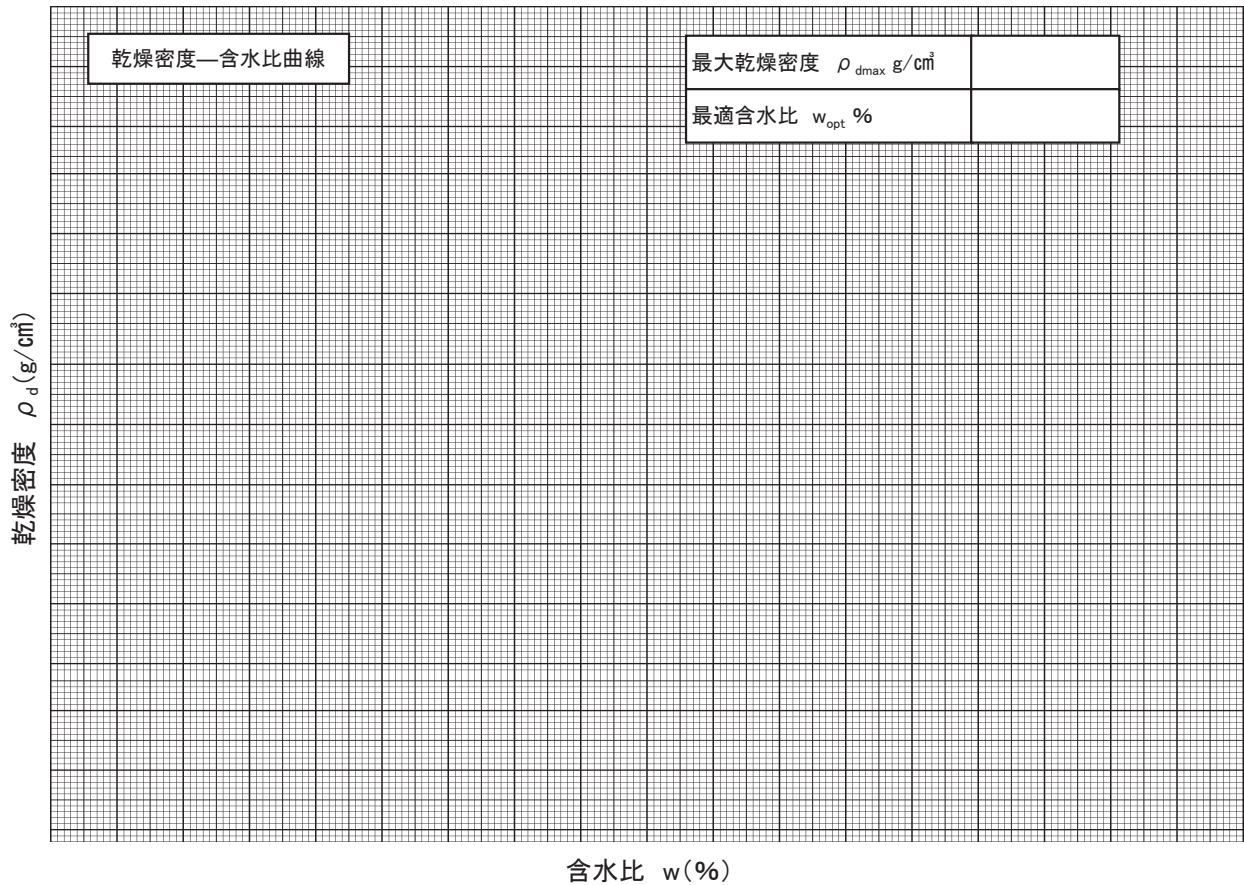 乾燥密度―含水比曲線
最大乾燥密度 ρdmax g/c㎥
最適含水比 wopt %
乾燥密度 ρd(g/c㎥)
含水比 w(%)